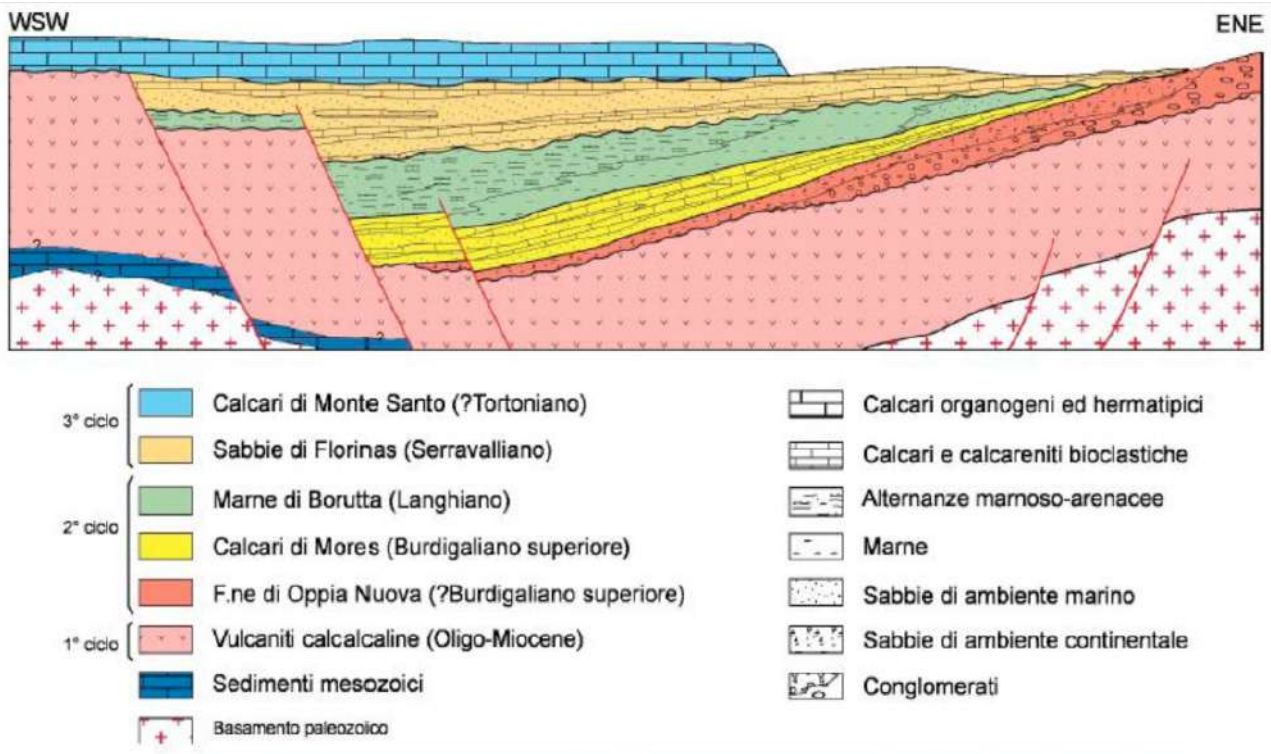 WSW
ENE
?
?
?
3° ciclo
Calcari di Monte Santo (?Tortoniano)
Sabbie di Florinas (Serravalliano)
2° ciclo
Marne di Borutta (Langhiano)
Calcari di Mores (Burdigaliano superiore)
F.ne di Oppia Nuova (?Burdigaliano superiore)
1° ciclo
Vulcaniti calcalcaline (Oligo-Miocene)
Sedimenti mesozoici
Basamento paleozolico
Calcari organogeni ed hermatipici
Calcari e calcareniti bioclastiche
Alternanze marnoso-arenacee
Marne
Sabbie di ambiente marino
Sabbie di ambiente continentale
Conglomerati